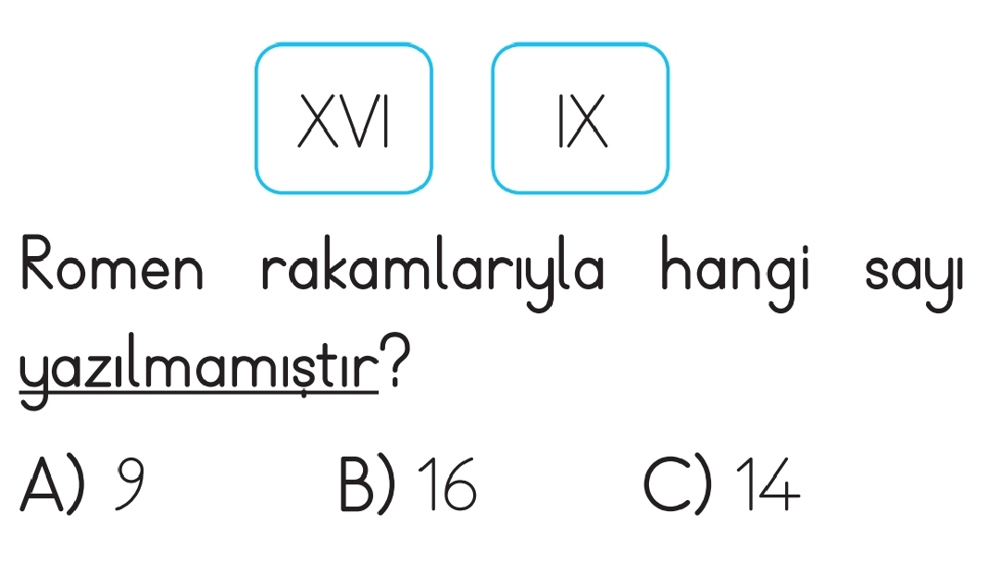 XVI IX
Romen rakamlarıyla hangi sayı
yazılmamıştır?
A) 9 B) 16 C) 14